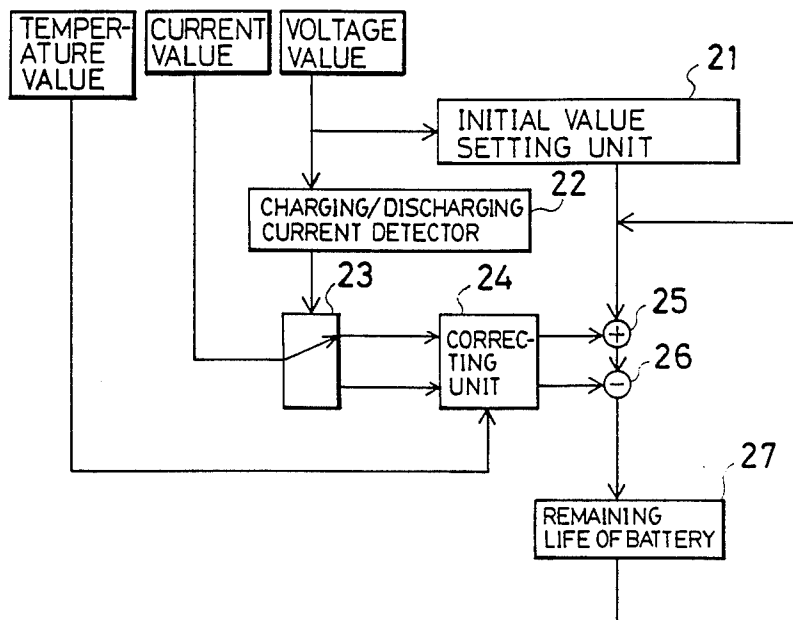 TEMPER-
ATURE
VALUE
CURRENT
VALUE
VOLTAGE
VALUE
21
INITIAL VALUE
SETTING UNIT
22
CHARGING/DISCHARGING
CURRENT DETECTOR
23
24
25
CORREC-
TING
UNIT
+
26
−
27
REMAINING
LIFE OF BATTERY